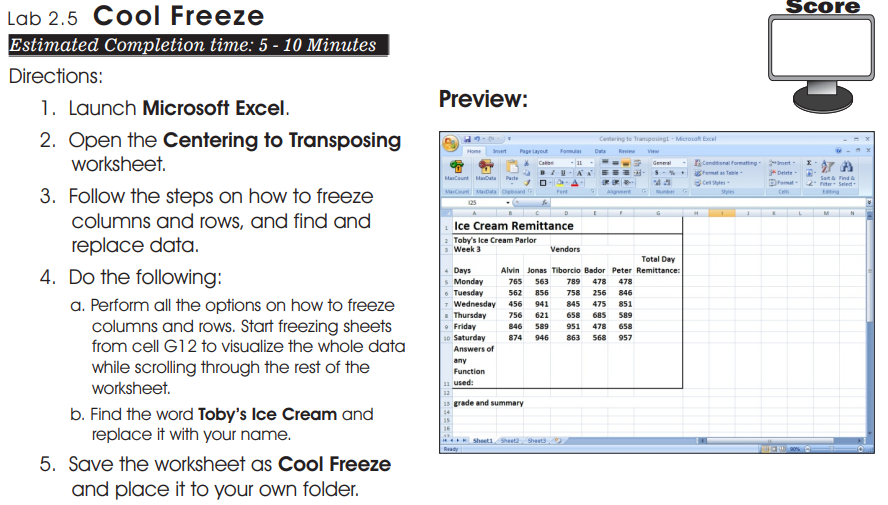 Lab 2.5 Cool Freeze
Score
Estimated Completion time: 5 - 10 Minutes
Directions:
1. Launch Microsoft Excel.
2. Open the Centering to Transposing
worksheet.
3. Follow the steps on how to freeze
columns and rows, and find and
replace data.
4. Do the following:
a. Perform all the options on how to freeze
columns and rows. Start freezing sheets
from cell G12 to visualize the whole data
while scrolling through the rest of the
worksheet.
b. Find the word Toby's Ice Cream and
replace it with your name.
5. Save the worksheet as Cool Freeze
and place it to your own folder.
Preview:
Centering to Transposing1 - Microsoft Excel
Home Insert Page Layout Formulas Data Review View
Calibri 11 General Conditional Formatting Insert
MaxCount MaxData Paste B I U Format as Table Delete Sort & Find &
Cell Styles Format Filter Select
MaxCount MaxData Clipboard Font Alignment Number Styles Cells Editing
I25 fx
A B C D E F G H I J K L M N
1 Ice Cream Remittance
2 Toby's Ice Cream Parlor
3 Week 3 Vendors
Total Day
4 Days Alvin Jonas Tiborcio Bador Peter Remittance:
5 Monday 765 563 789 478 478
6 Tuesday 562 856 758 256 846
7 Wednesday 456 941 845 475 851
8 Thursday 756 621 658 685 589
9 Friday 846 589 951 478 658
10 Saturday 874 946 863 568 957
Answers of
any
Function
11 used:
12
13 grade and summary
14
15
16
Sheet1 Sheet2 Sheet3
Ready 90%